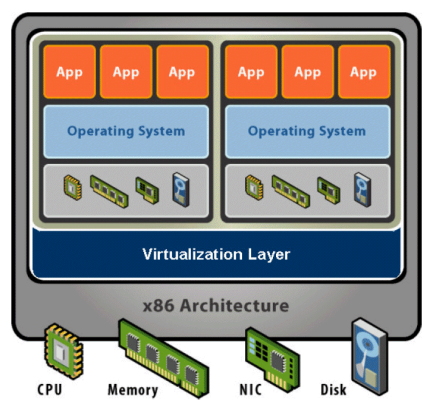 App App App App App App
Operating System Operating System
Virtualization Layer
x86 Architecture
CPU Memory NIC Disk